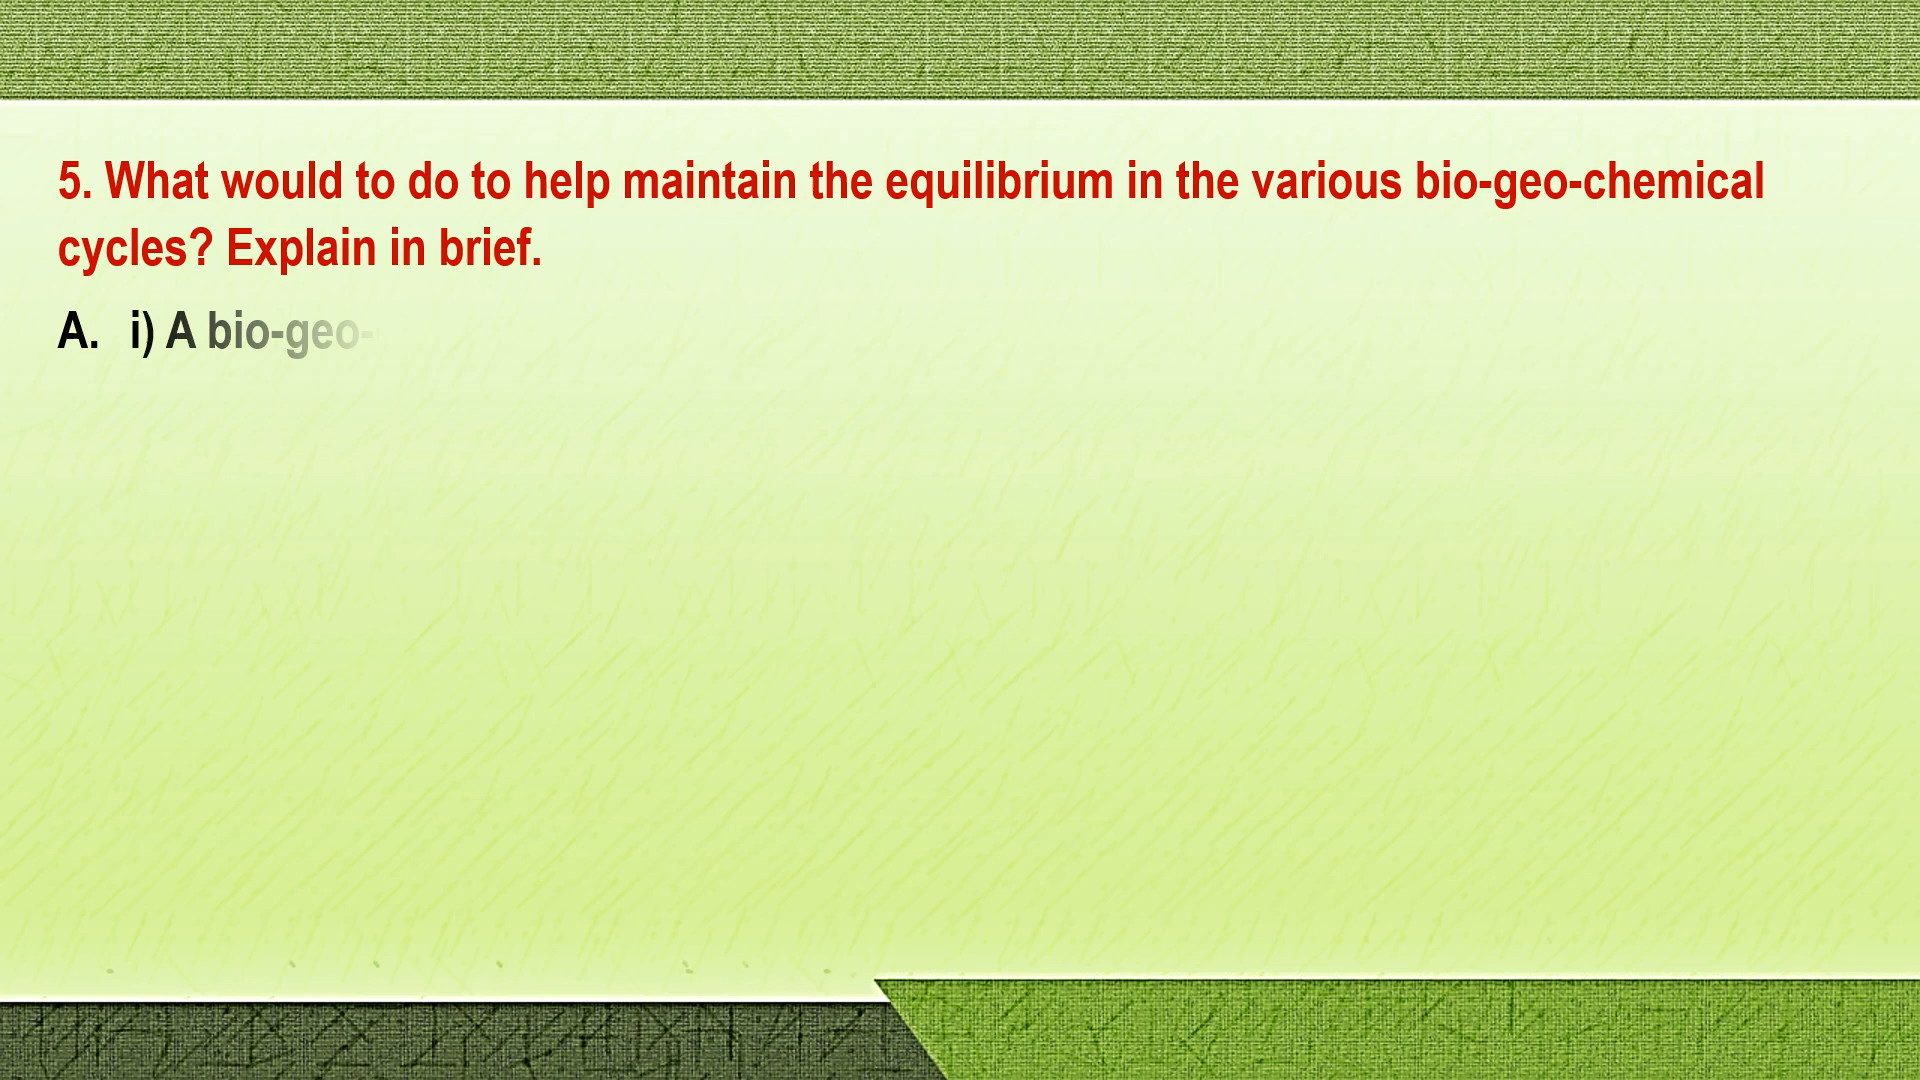 5. What would to do to help maintain the equilibrium in the various bio-geo-chemical
cycles? Explain in brief.
A. i) A bio-geo-